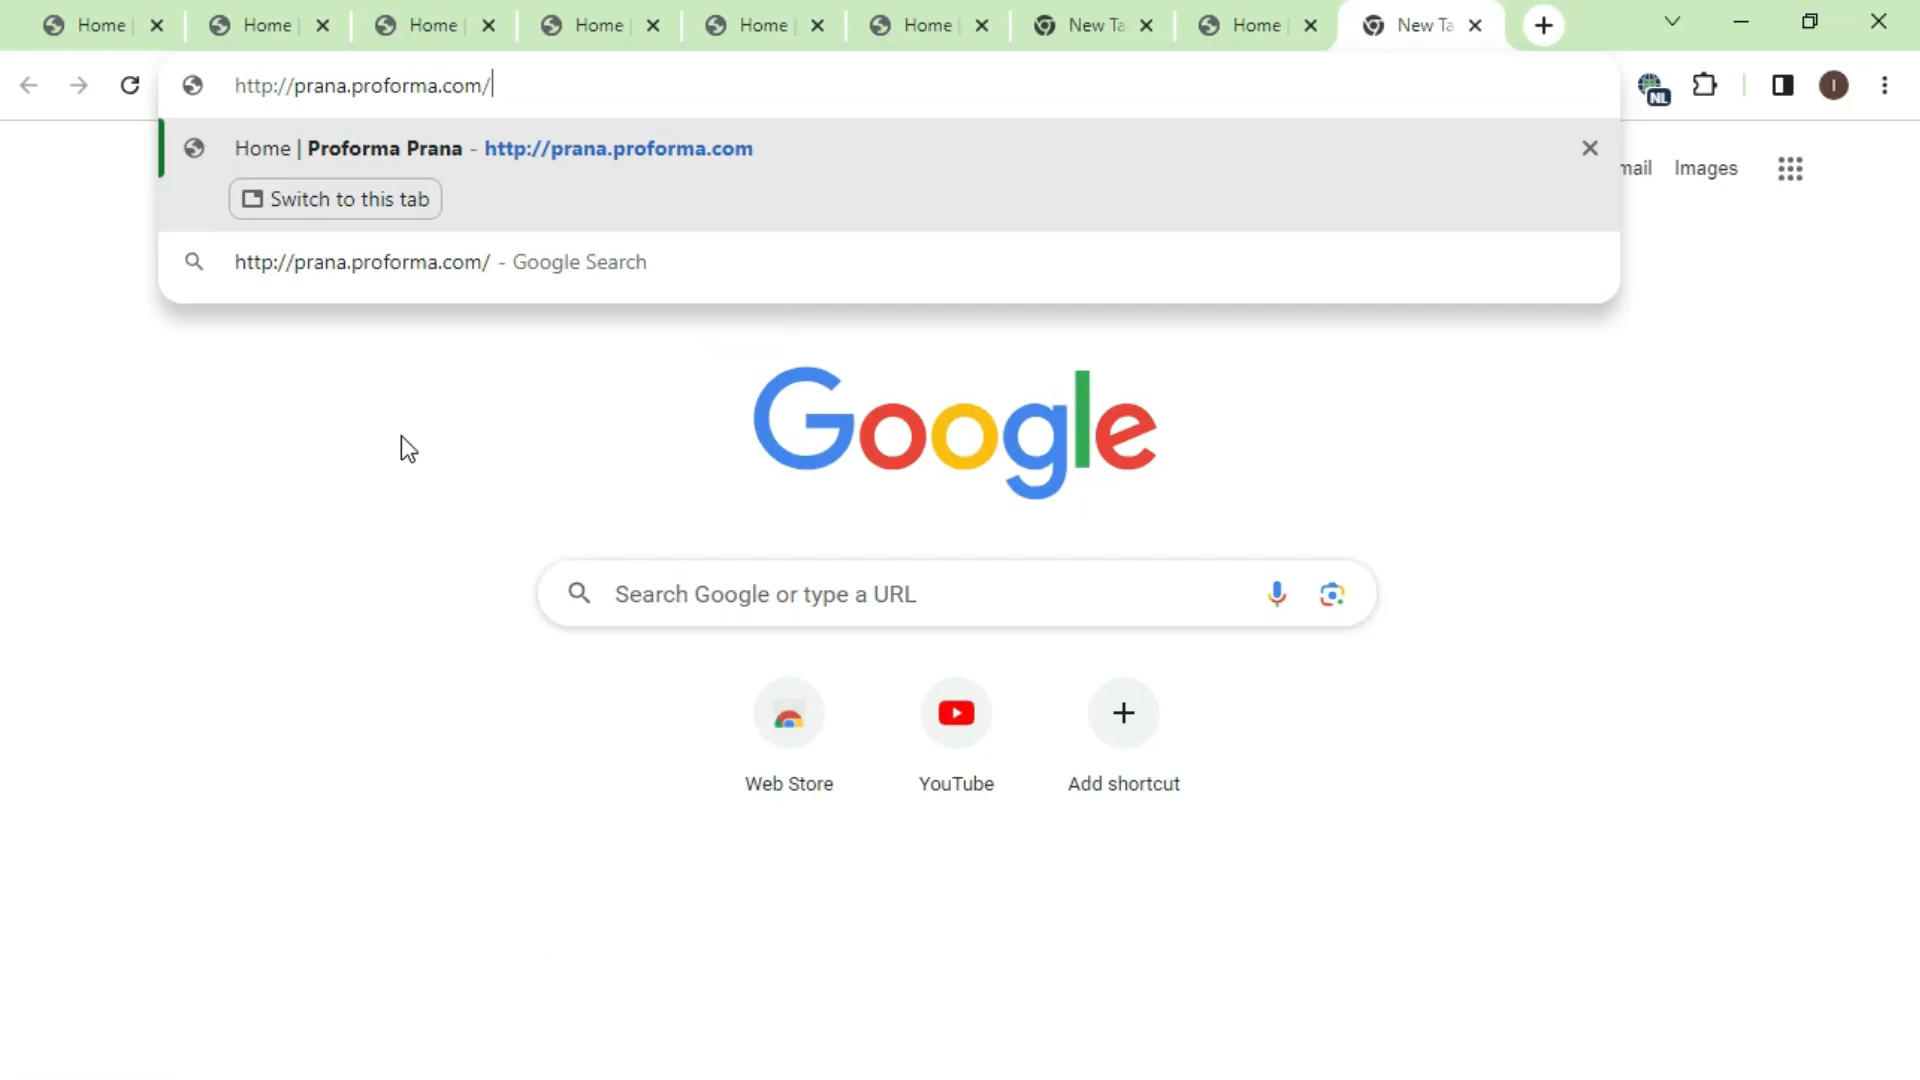 Home
Home
Home
Home
Home
Home
New Ta
Home
New Ta
http://prana.proforma.com/
NL
I
Home | Proforma Prana - http://prana.proforma.com
Switch to this tab
mail Images
http://prana.proforma.com/ - Google Search
Google
Search Google or type a URL
Web Store
YouTube
Add shortcut